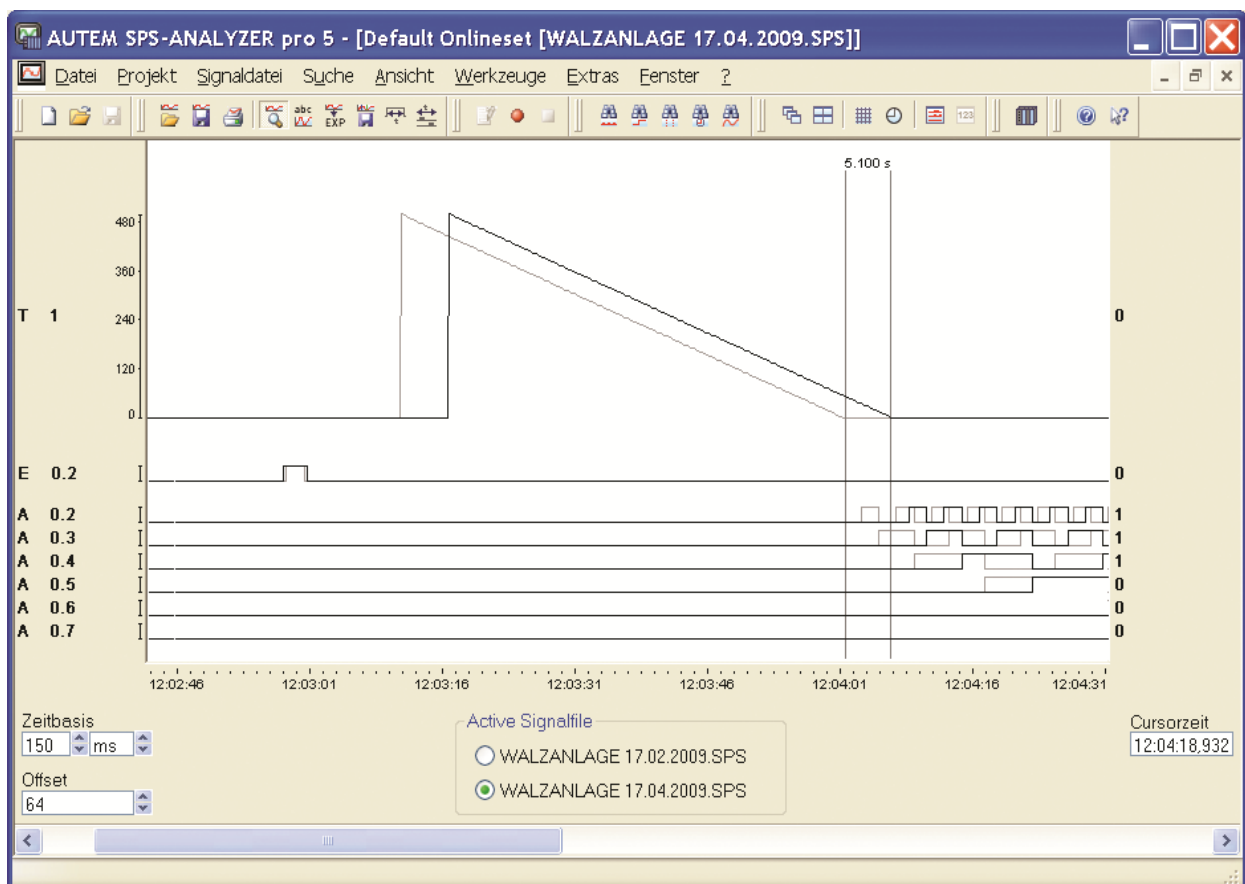 AUTEM SPS-ANALYZER pro 5 - [Default Onlineset [WALZANLAGE 17.04.2009.SPS]]
Datei Projekt Signaldatei Suche Ansicht Werkzeuge Extras Fenster ?
abc EXP 123
5.100 s
480
360
T 1 240 0
120
0
E 0.2 0
A 0.2 1
A 0.3 1
A 0.4 1
A 0.5 0
A 0.6 0
A 0.7 0
12:02:46 12:03:01 12:03:16 12:03:31 12:03:46 12:04:01 12:04:16 12:04:31
Zeitbasis Active Signalfile Cursorzeit
150 ms WALZANLAGE 17.02.2009.SPS 12:04:18,932
Offset
64 WALZANLAGE 17.04.2009.SPS